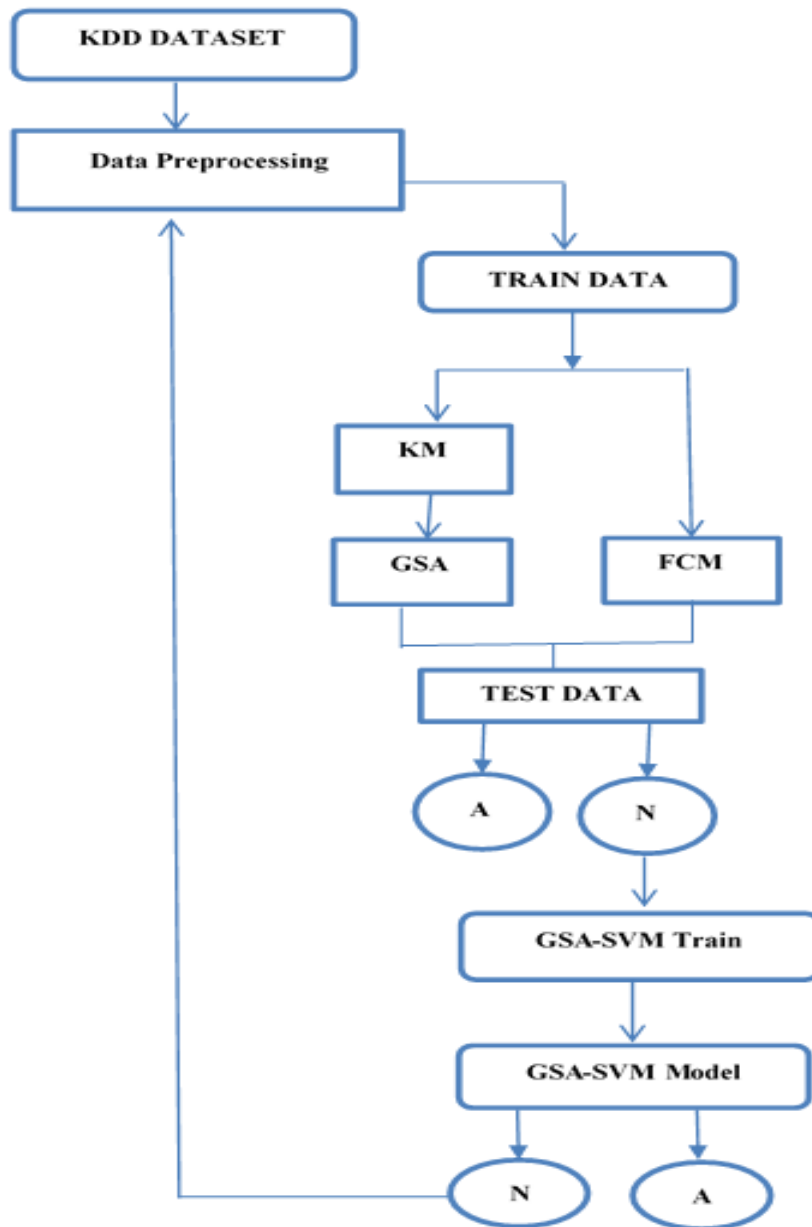 KDD DATASET
Data Preprocessing
TRAIN DATA
KM
GSA
FCM
TEST DATA
A
N
GSA-SVM Train
GSA-SVM Model
N
A